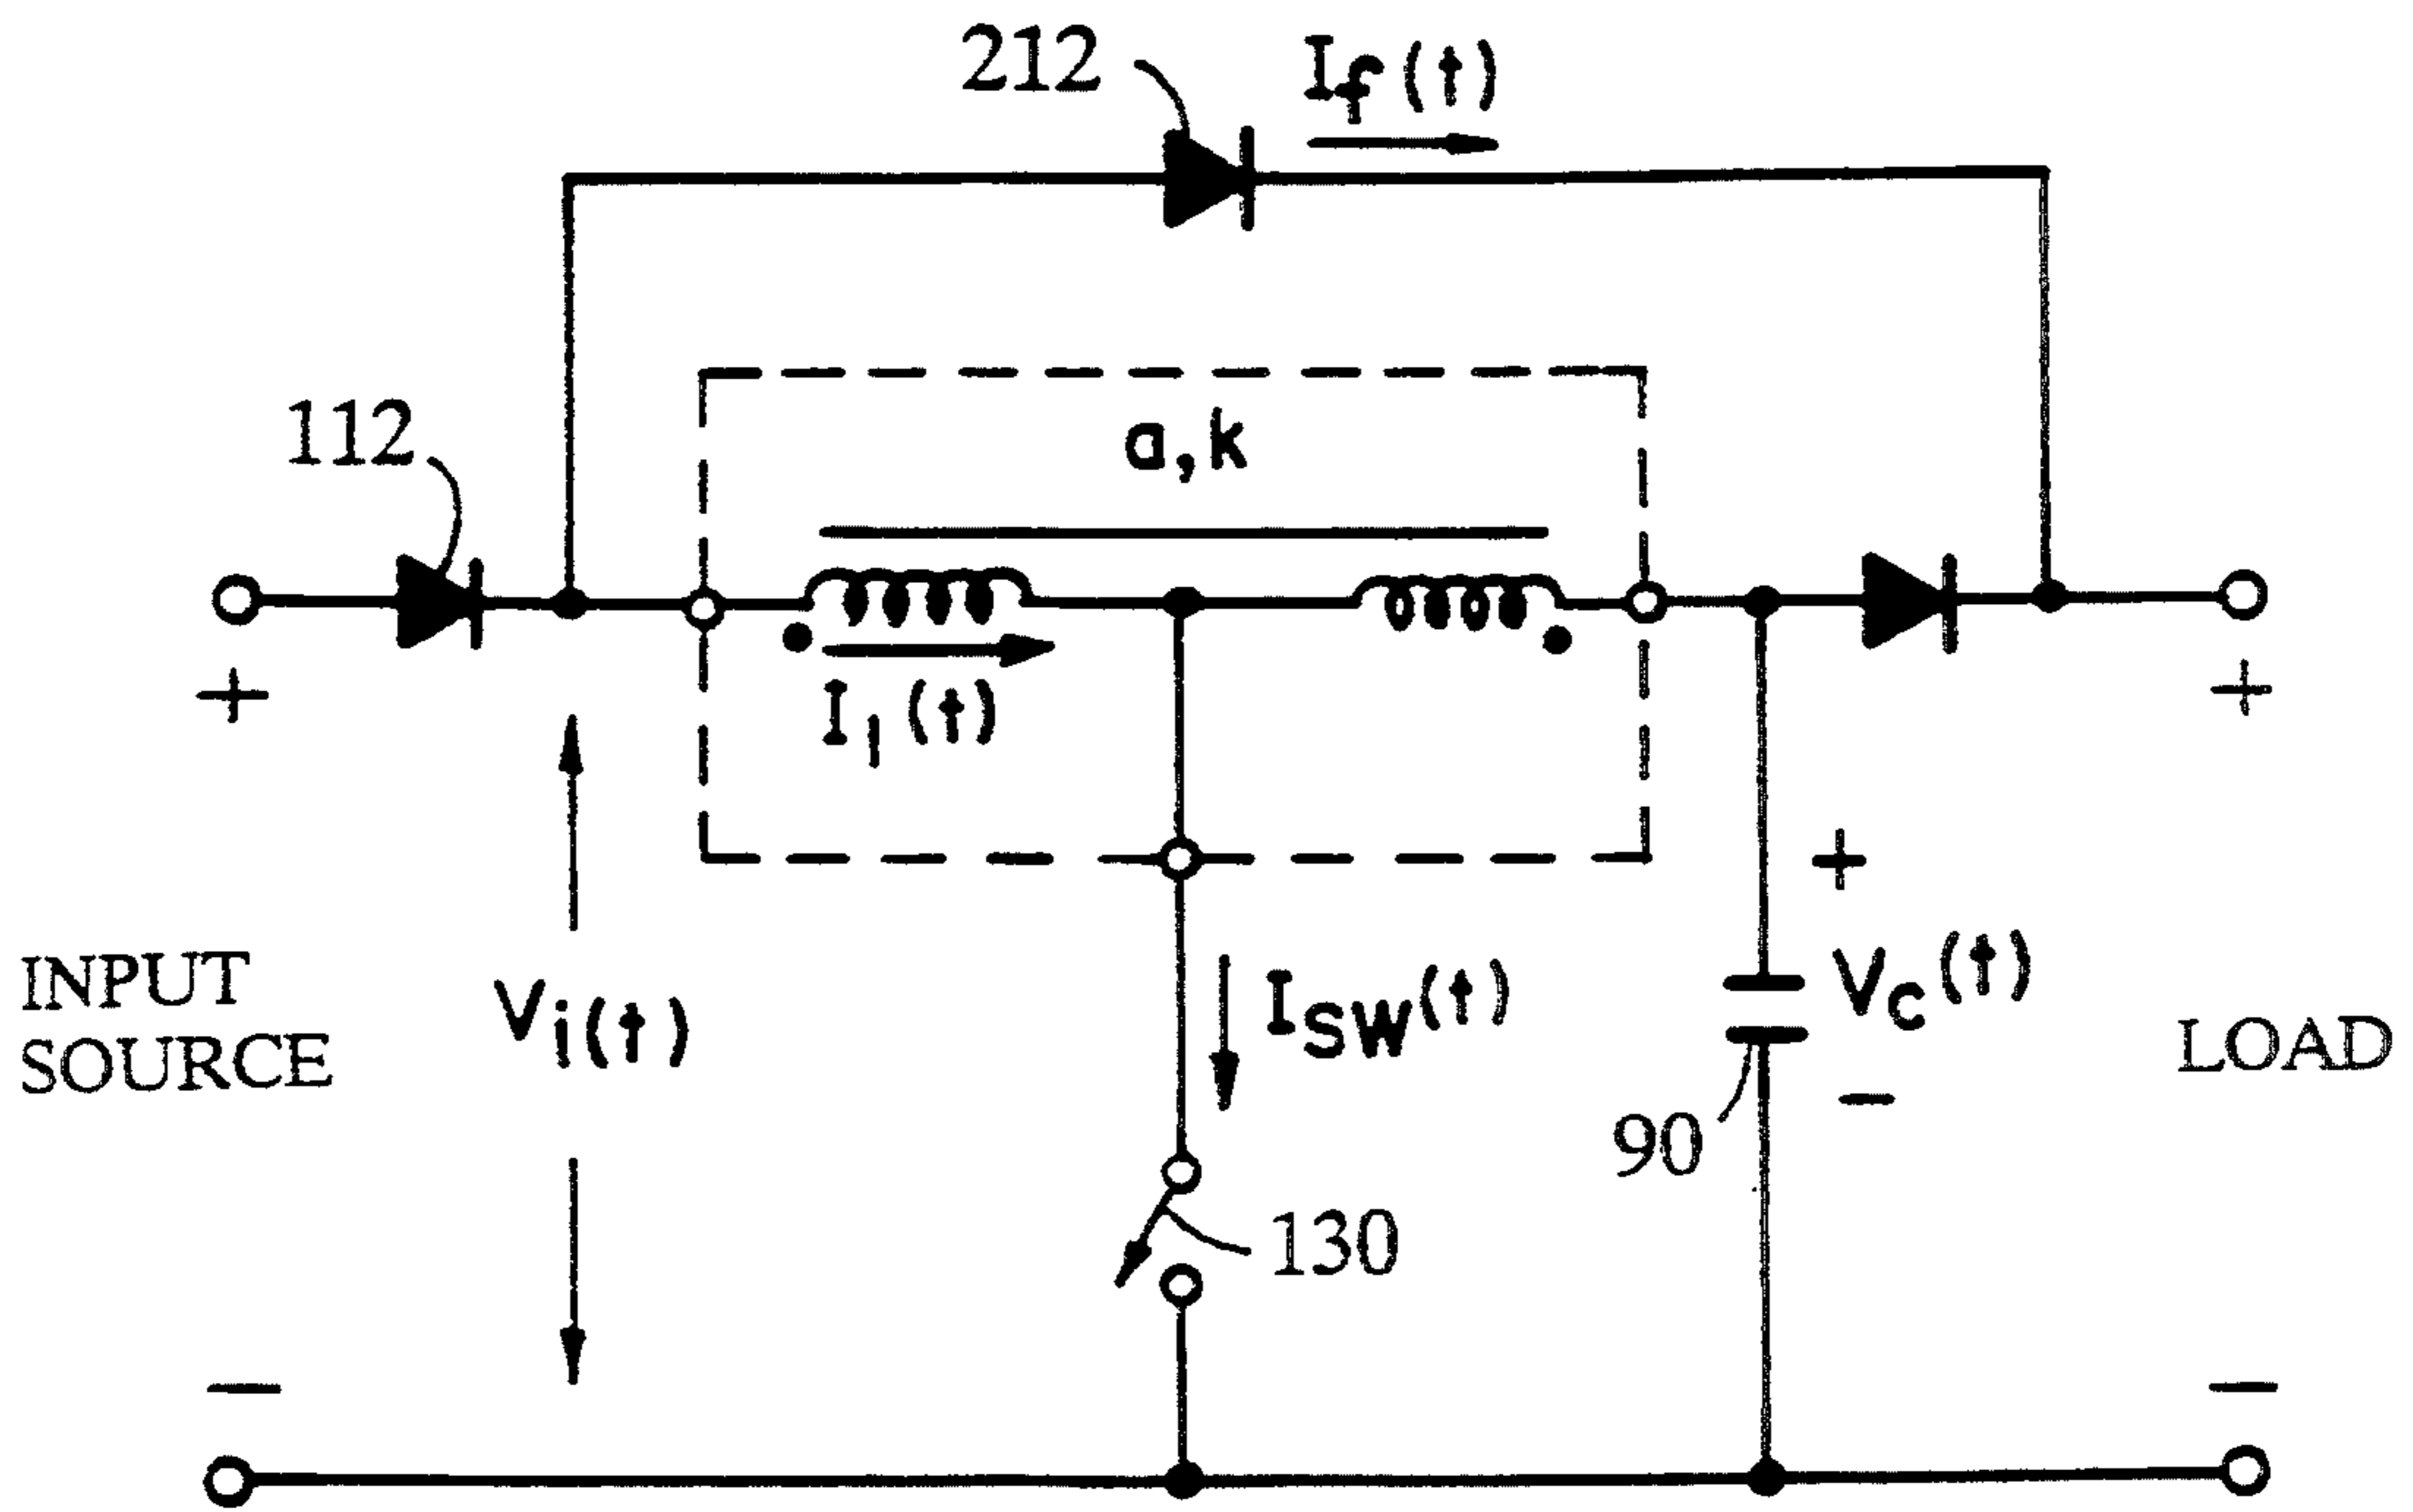 212
If(t)
112
a,k
+
I1(t)
+
+
INPUT
SOURCE
Vi(t)
ISW(t)
VC(t)
LOAD
−
90
130
−
−